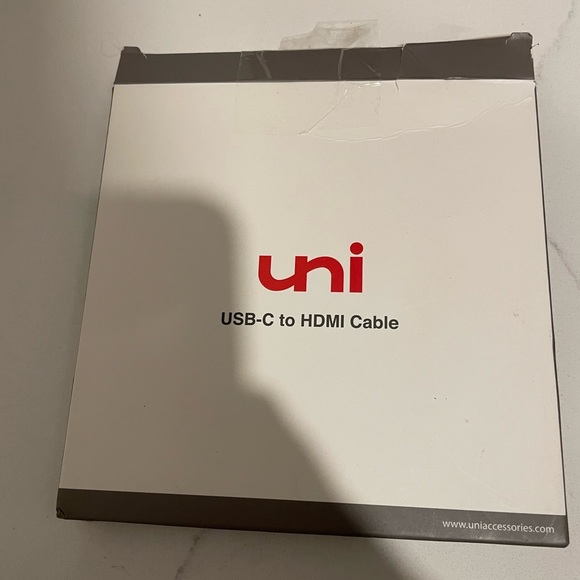 uni
USB-C to HDMI Cable
www.uniaccessories.com